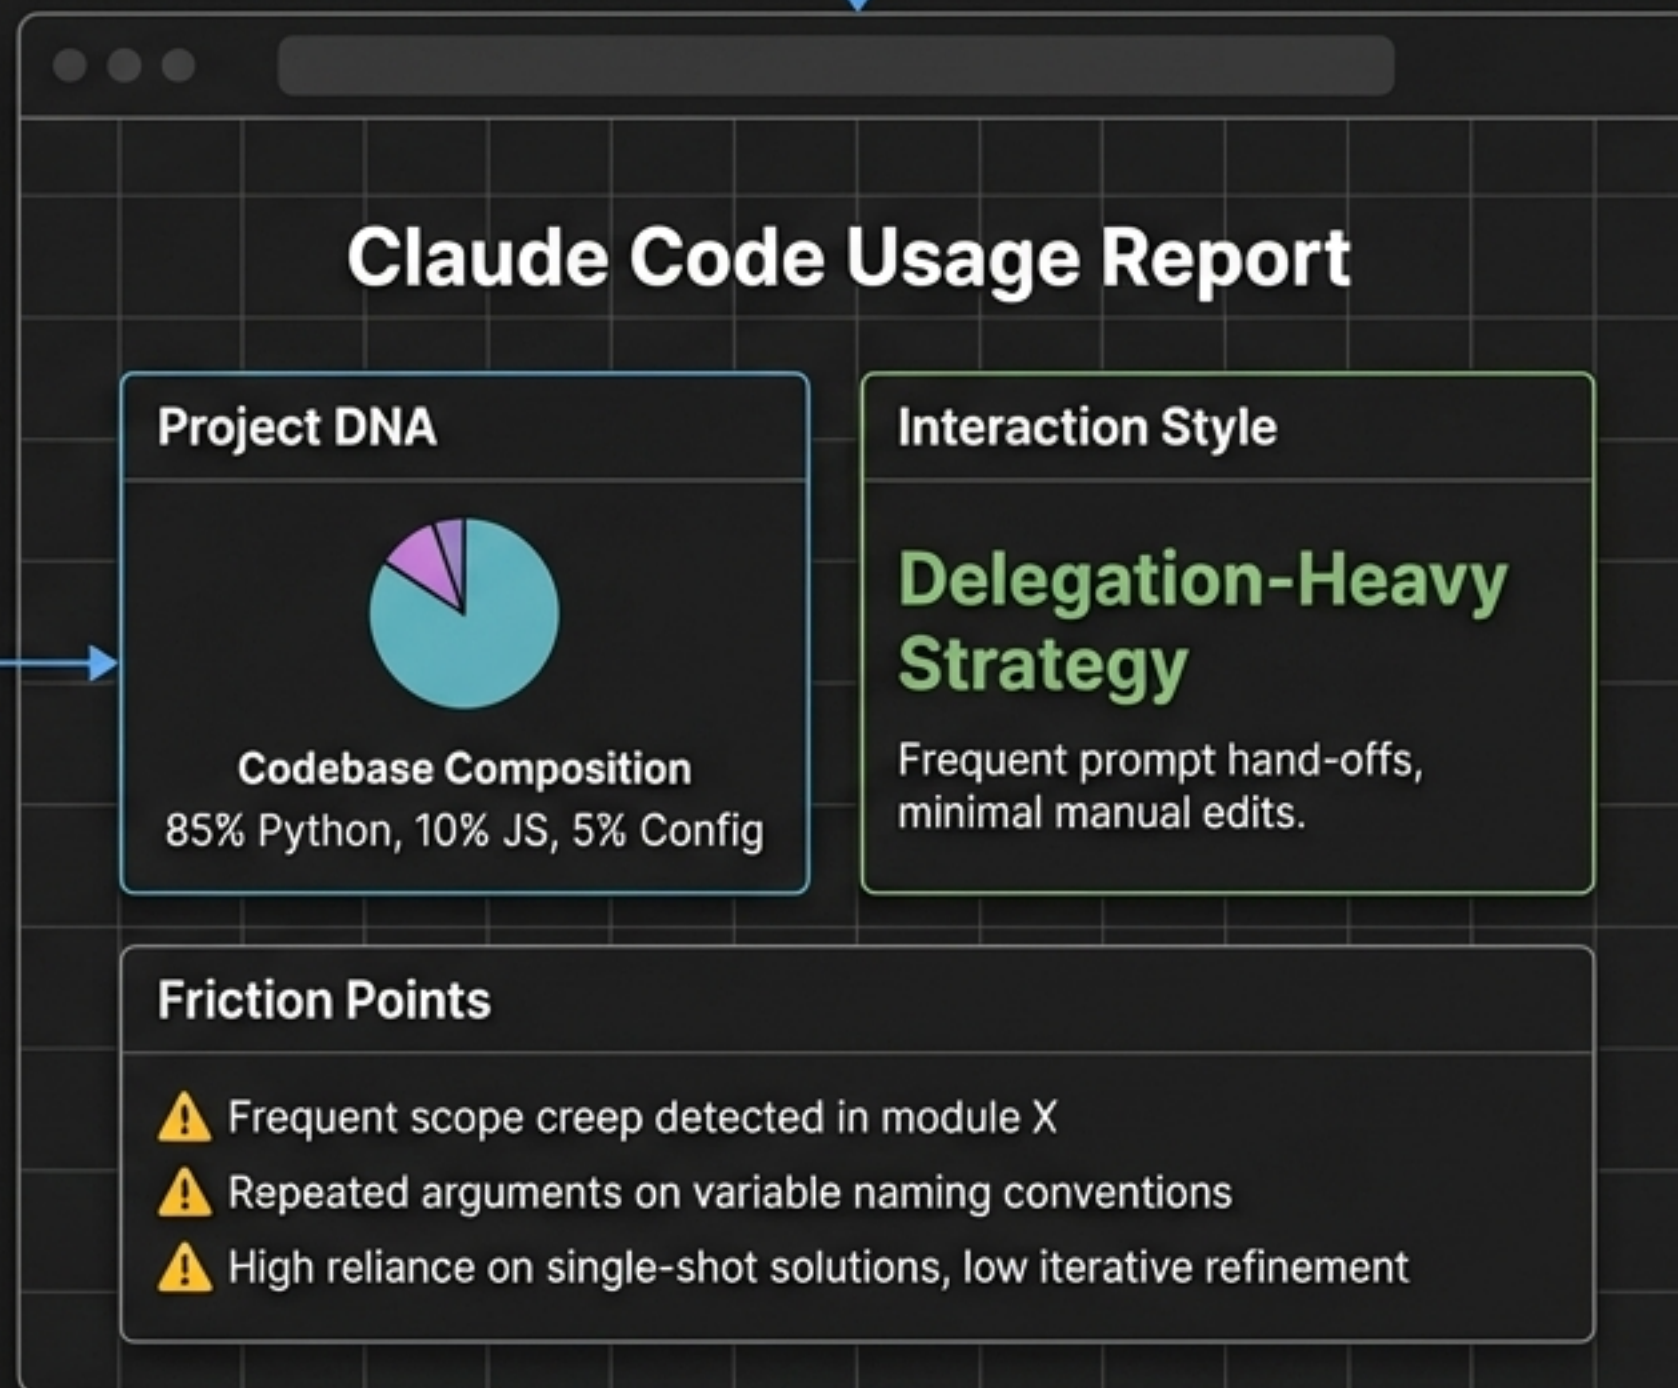 Claude Code Usage Report
Project DNA
Codebase Composition
85% Python, 10% JS, 5% Config
Interaction Style
Delegation-Heavy
Strategy
Frequent prompt hand-offs,
minimal manual edits.
Friction Points
Frequent scope creep detected in module X
Repeated arguments on variable naming conventions
High reliance on single-shot solutions, low iterative refinement